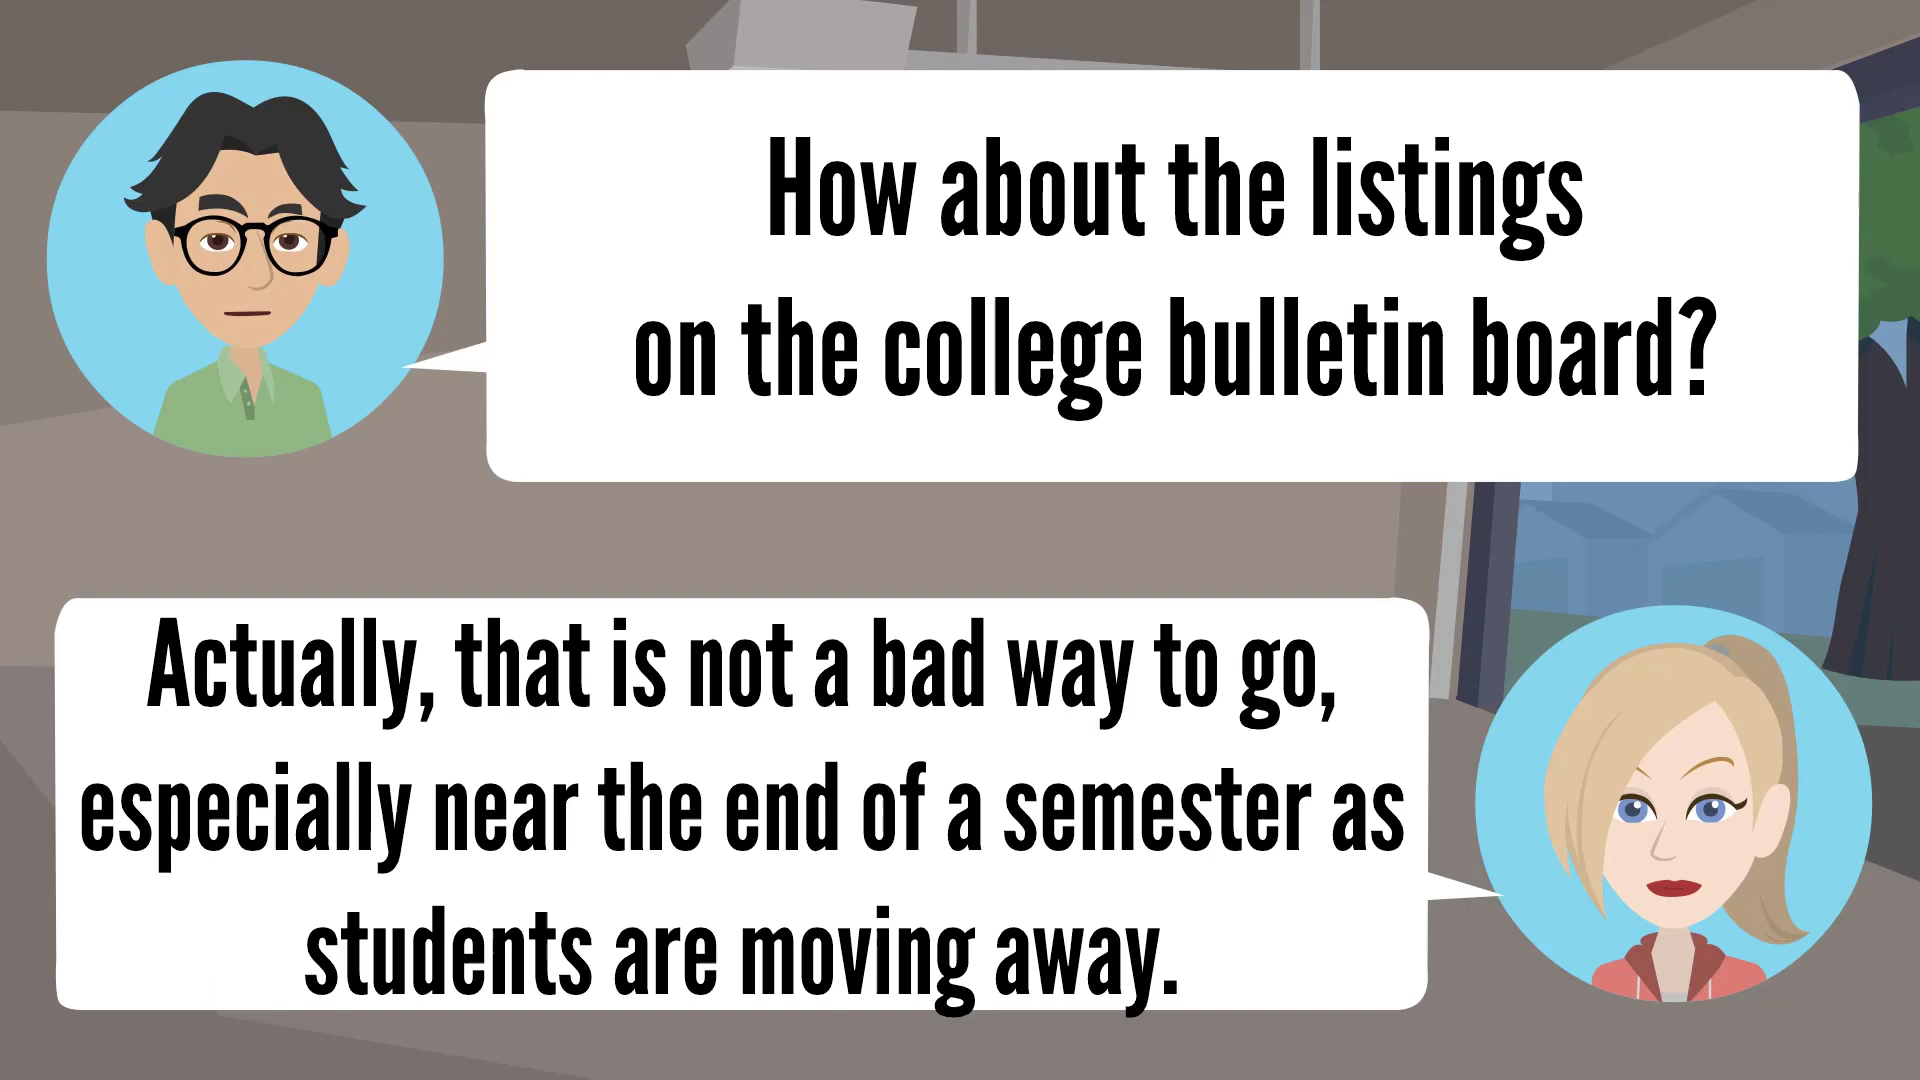 How about the listings
on the college bulletin board?
Actually, that is not a bad way to go,
especially near the end of a semester as
students are moving away.